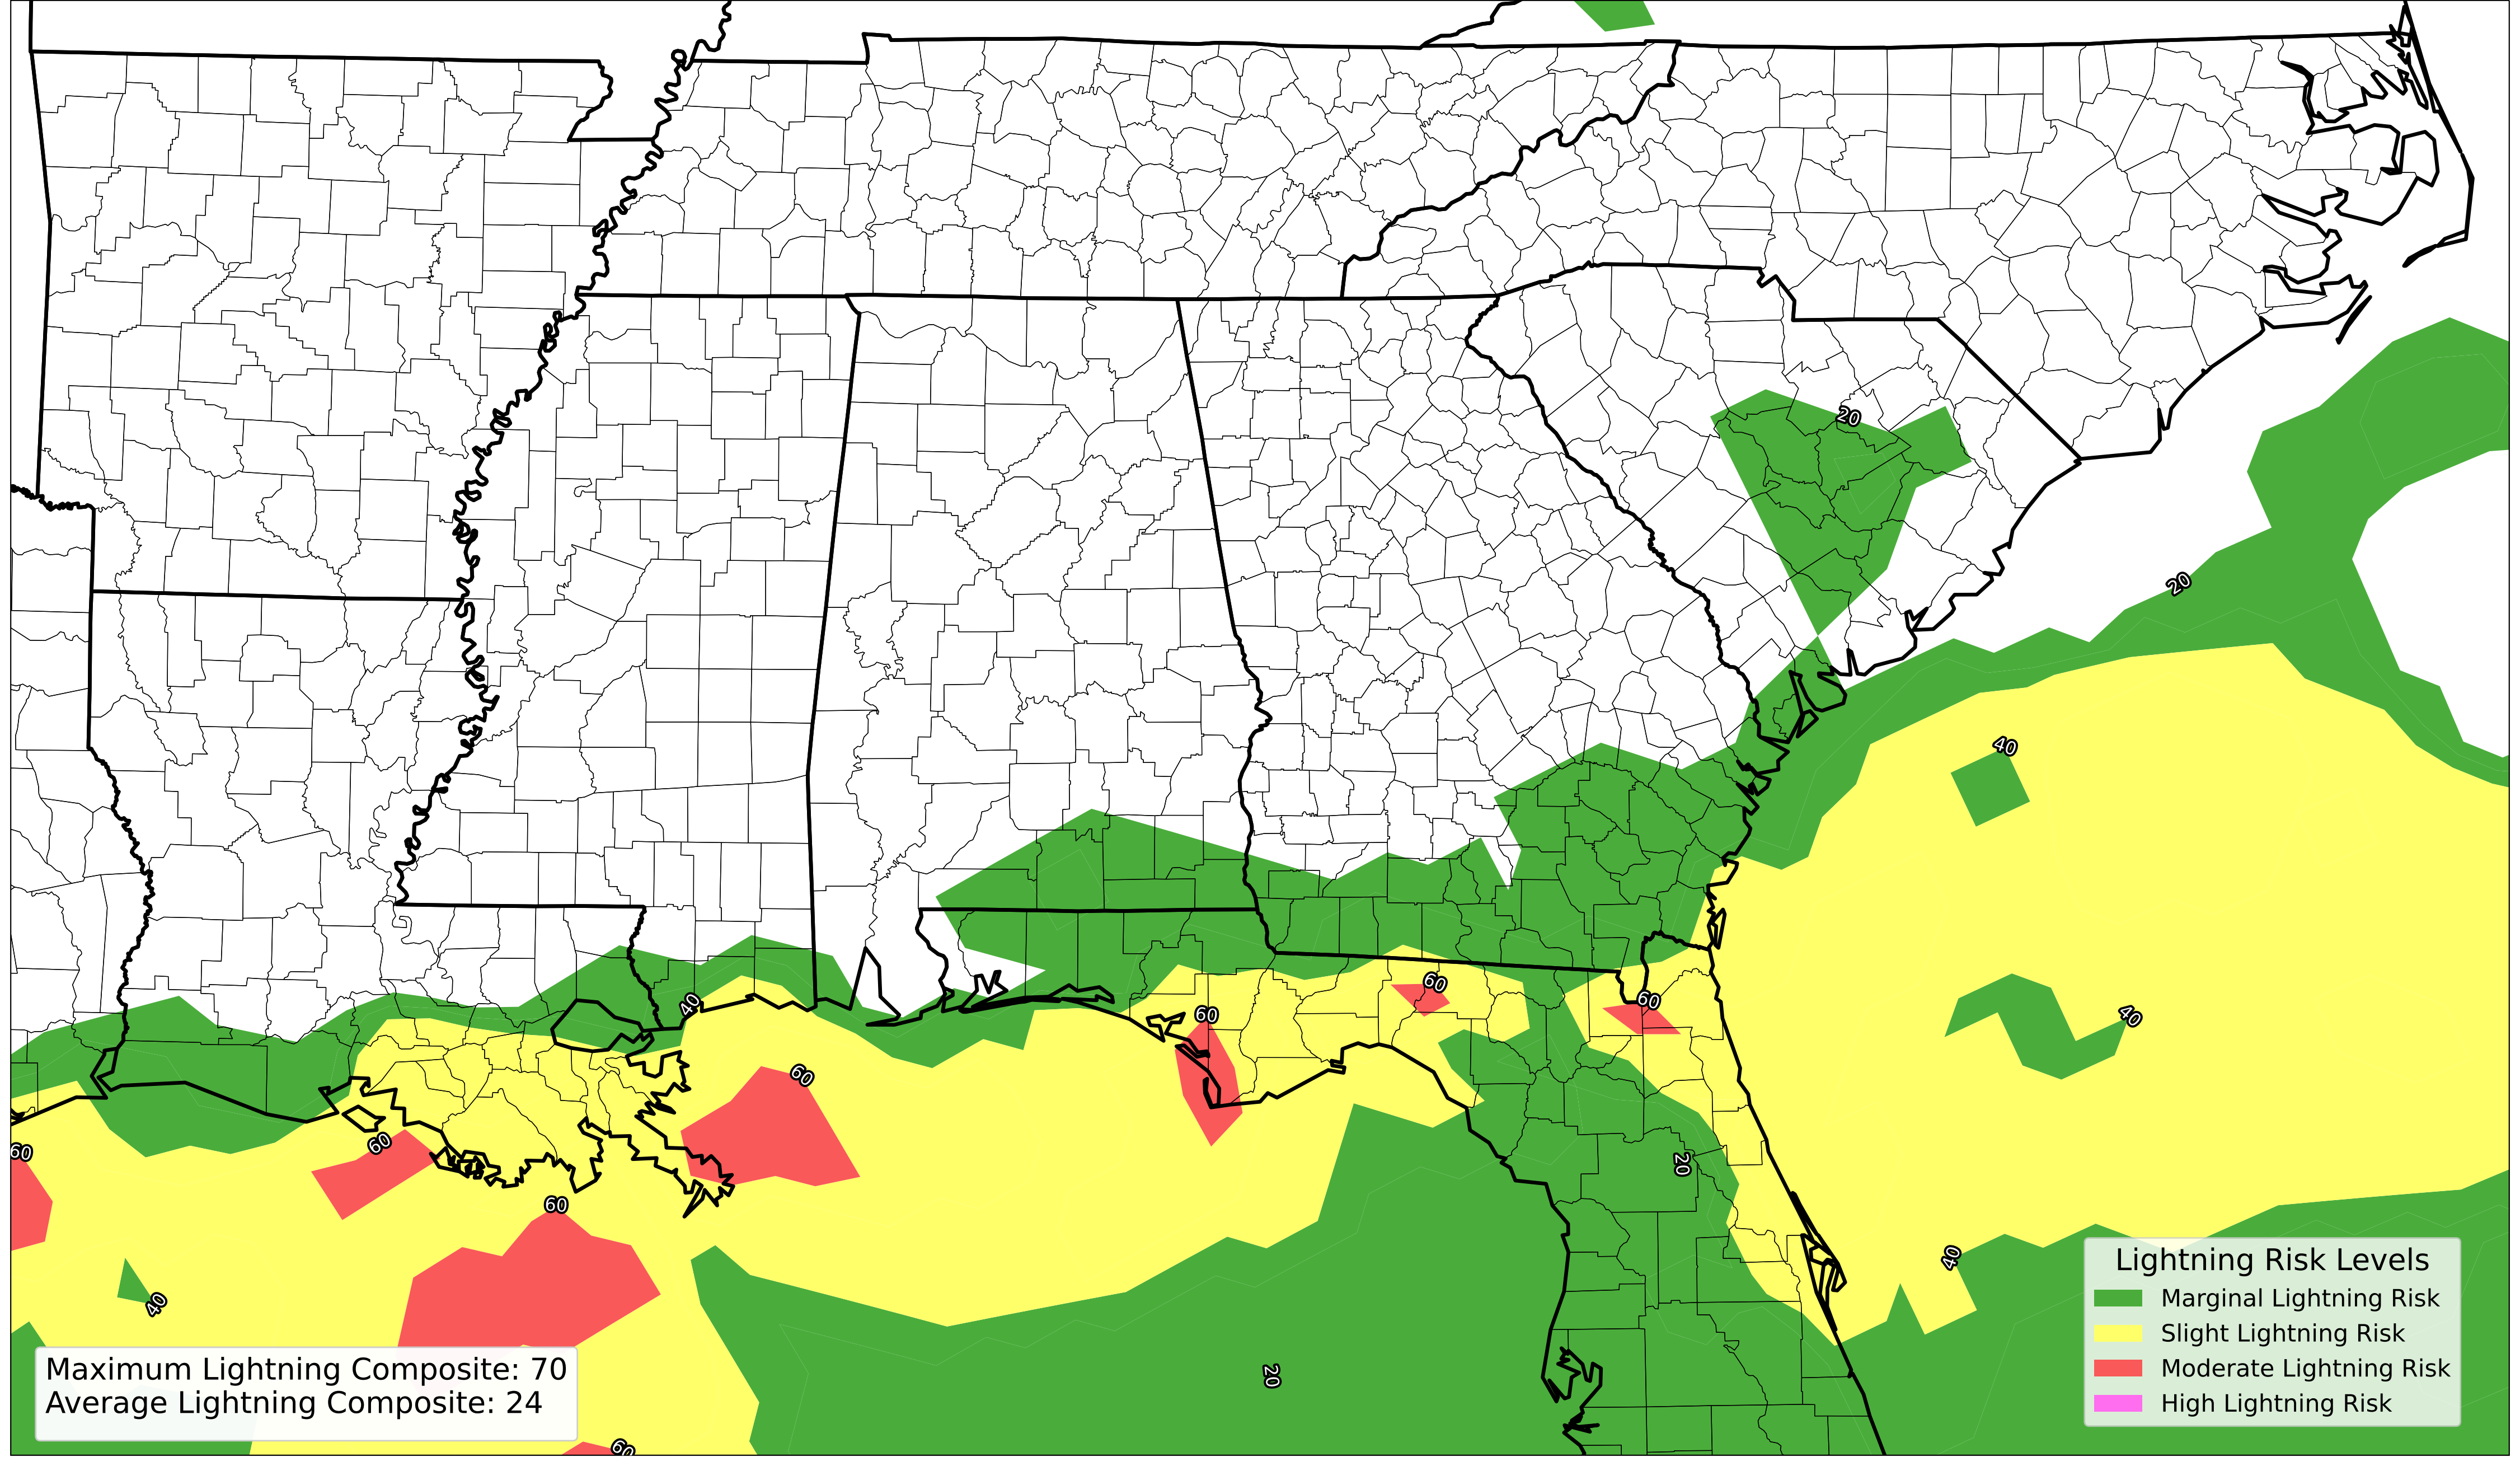 20
20
40
60
40
60
60
40
60
60
60
20
60
40
40
20
60
Lightning Risk Levels
Marginal Lightning Risk
Slight Lightning Risk
Moderate Lightning Risk
High Lightning Risk
Maximum Lightning Composite: 70
Average Lightning Composite: 24